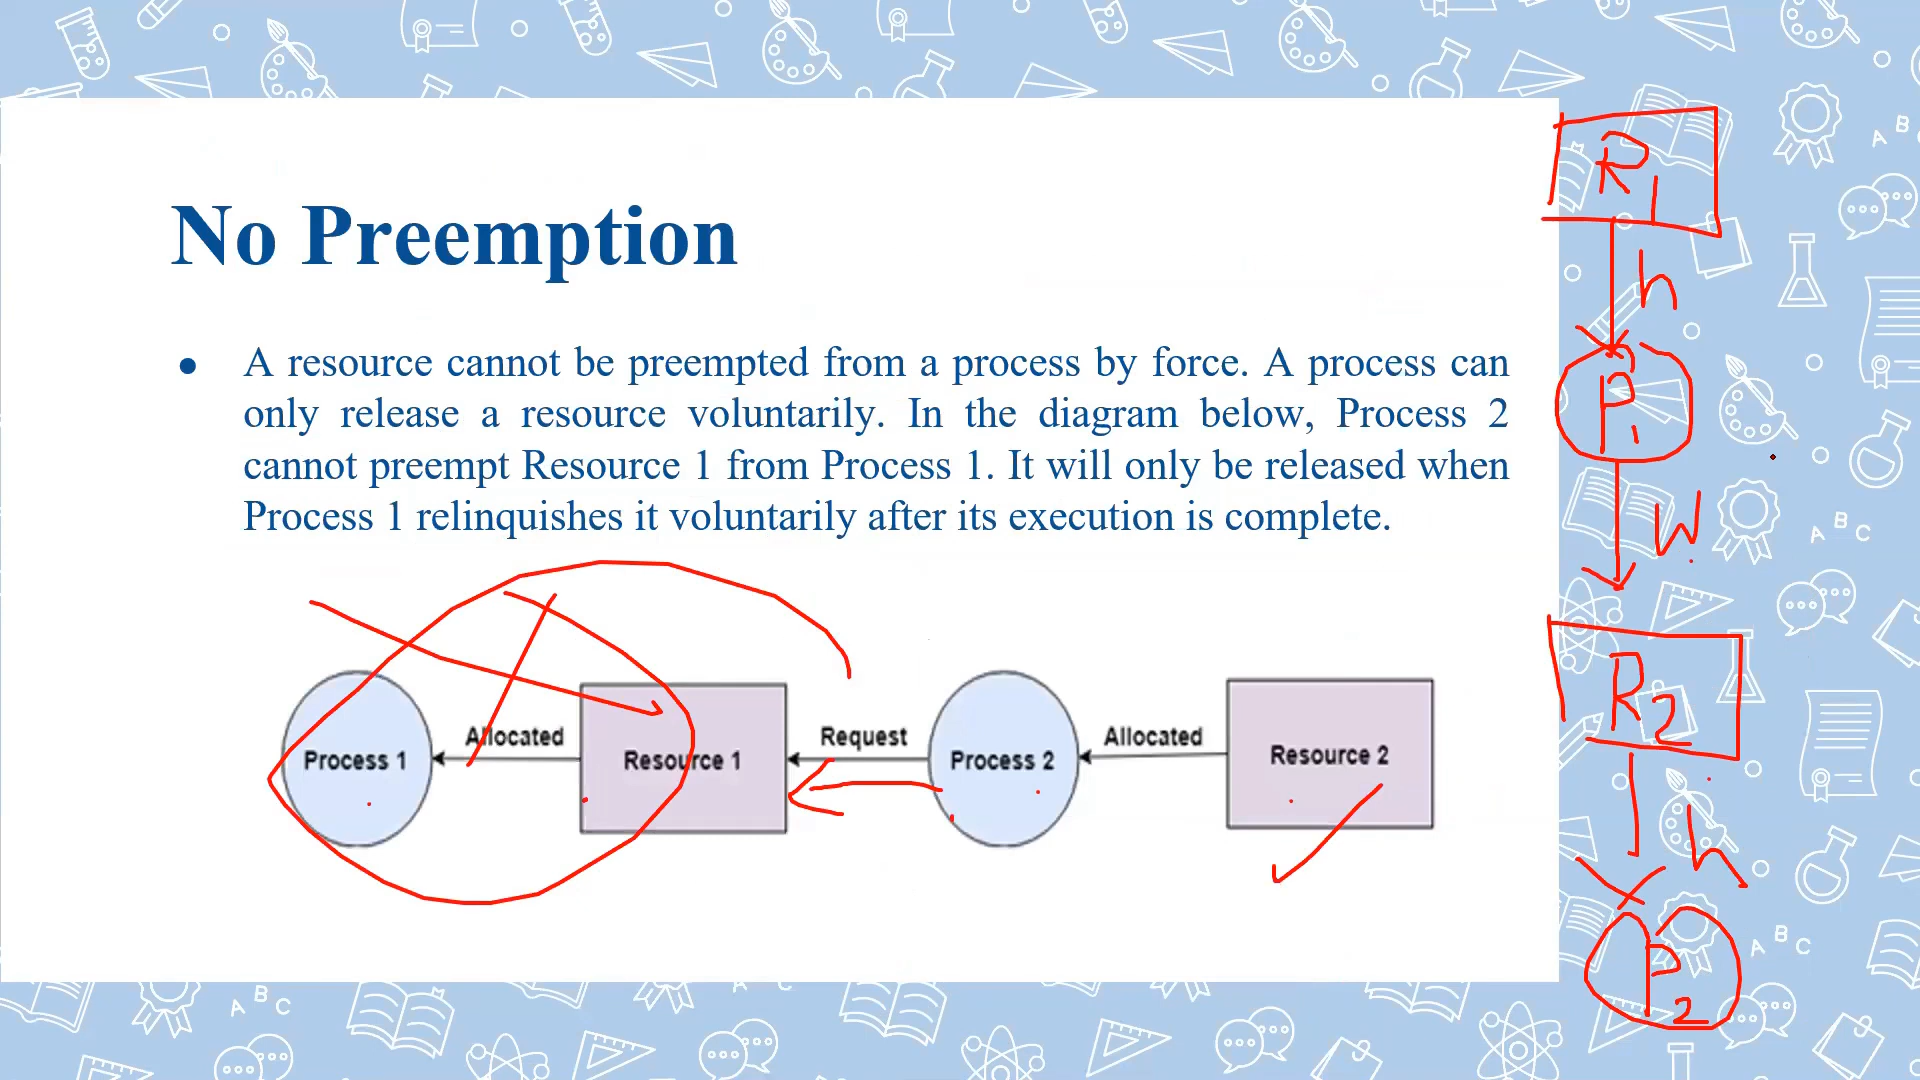 No Preemption
● A resource cannot be preempted from a process by force. A process can
only release a resource voluntarily. In the diagram below, Process 2
cannot preempt Resource 1 from Process 1. It will only be released when
Process 1 relinquishes it voluntarily after its execution is complete.
Process 1
Allocated
Resource 1
Request
Process 2
Allocated
Resource 2
R1
h
P1
W
R2
h
P2
A B C
A B C
A B C
A B C